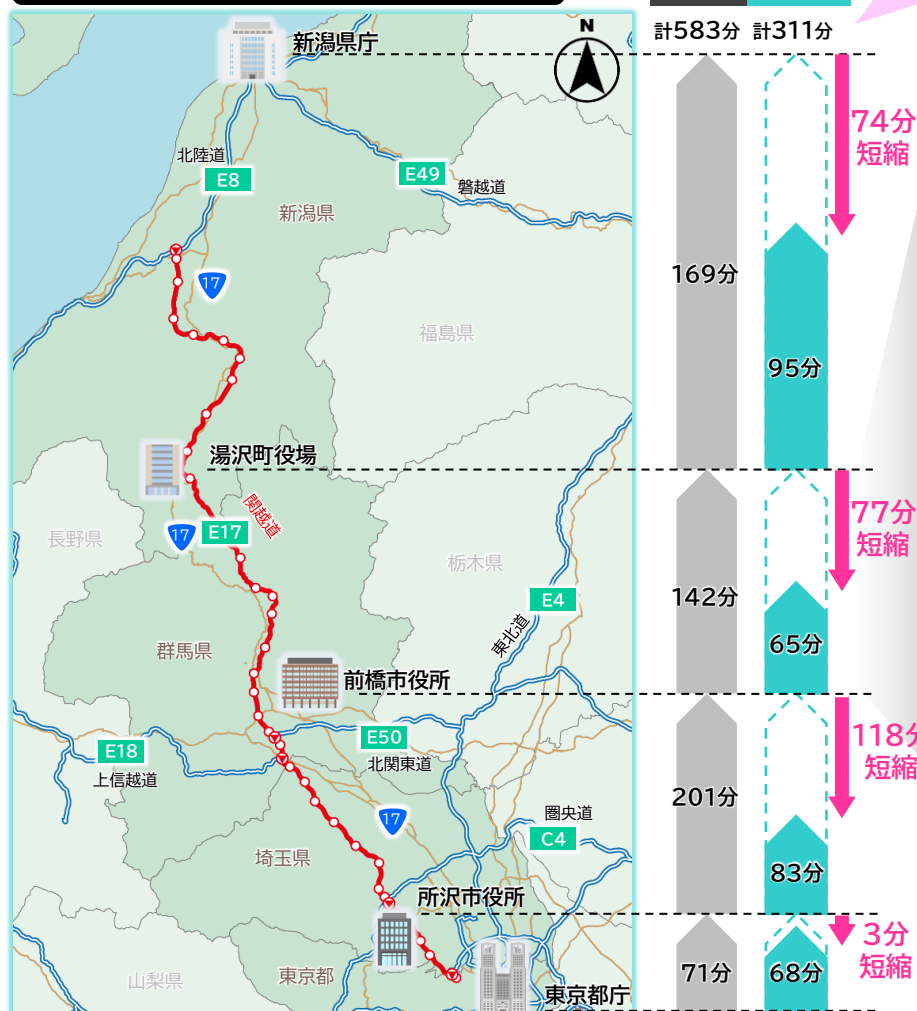 計583分 計311分
新潟県庁
N
74分
短縮
北陸道
E8
E49
磐越道
新潟県
17
169分
福島県
95分
湯沢町役場
関越道
77分
短縮
17
E17
長野県
栃木県
E4
142分
東北道
群馬県
65分
前橋市役所
E50
118分
短縮
E18
北関東道
上信越道
201分
圏央道
17
C4
埼玉県
83分
所沢市役所
3分
短縮
東京都
山梨県
71分
68分
東京都庁